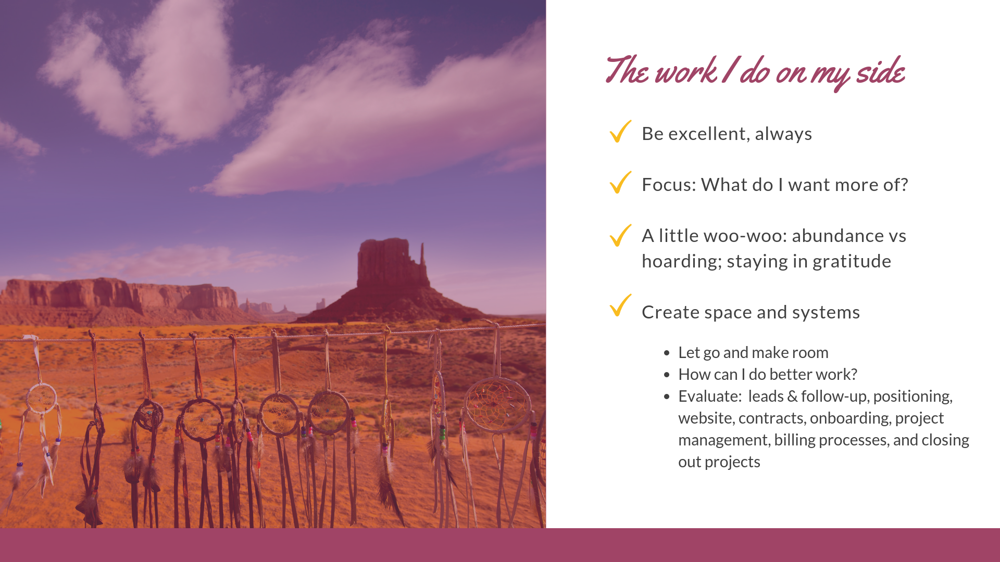 The work I do on my side
Be excellent, always
Focus: What do I want more of?
A little woo-woo: abundance vs
hoarding; staying in gratitude
Create space and systems
Let go and make room
How can I do better work?
Evaluate:  leads & follow-up, positioning,
website, contracts, onboarding, project
management, billing processes, and closing
out projects